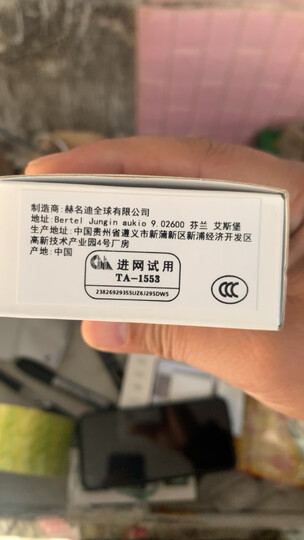 制造商:赫名迪全球有限公司
地址:Bertel Jungin aukio 9.02600 芬兰 艾斯堡
生产地址:中国贵州省遵义市新蒲新区新浦经济开发区
高新技术产业园4号厂房
产地:中国
进网试用
TA-1553
23826929355UZ6J295DWS
CCC